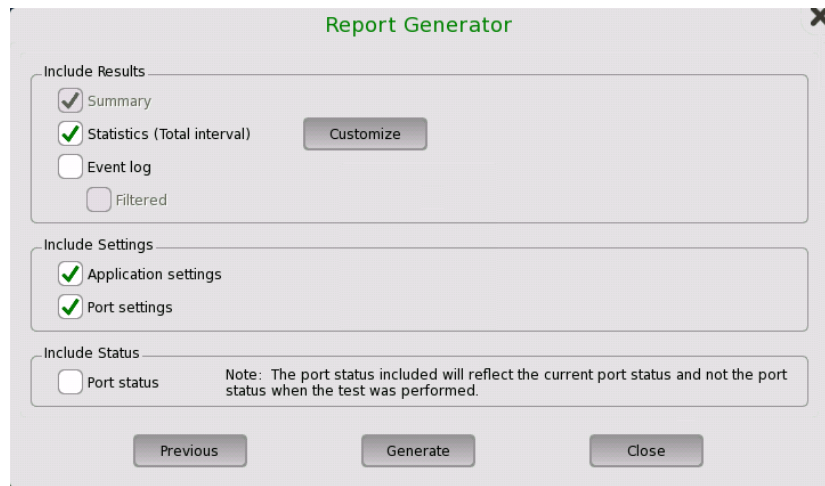 Report Generator
Include Results
Summary
Statistics (Total interval)
Customize
Event log
Filtered
Include Settings
Application settings
Port settings
Include Status
Port status
Note: The port status included will reflect the current port status and not the port
status when the test was performed.
Previous
Generate
Close